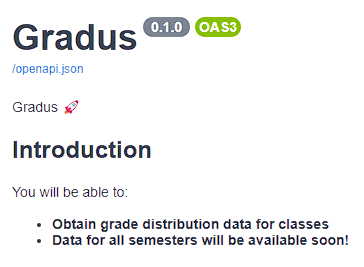 Gradus 0.1.0 OAS3
/openapi.json
Gradus 🚀
Introduction
You will be able to:
• Obtain grade distribution data for classes
• Data for all semesters will be available soon!